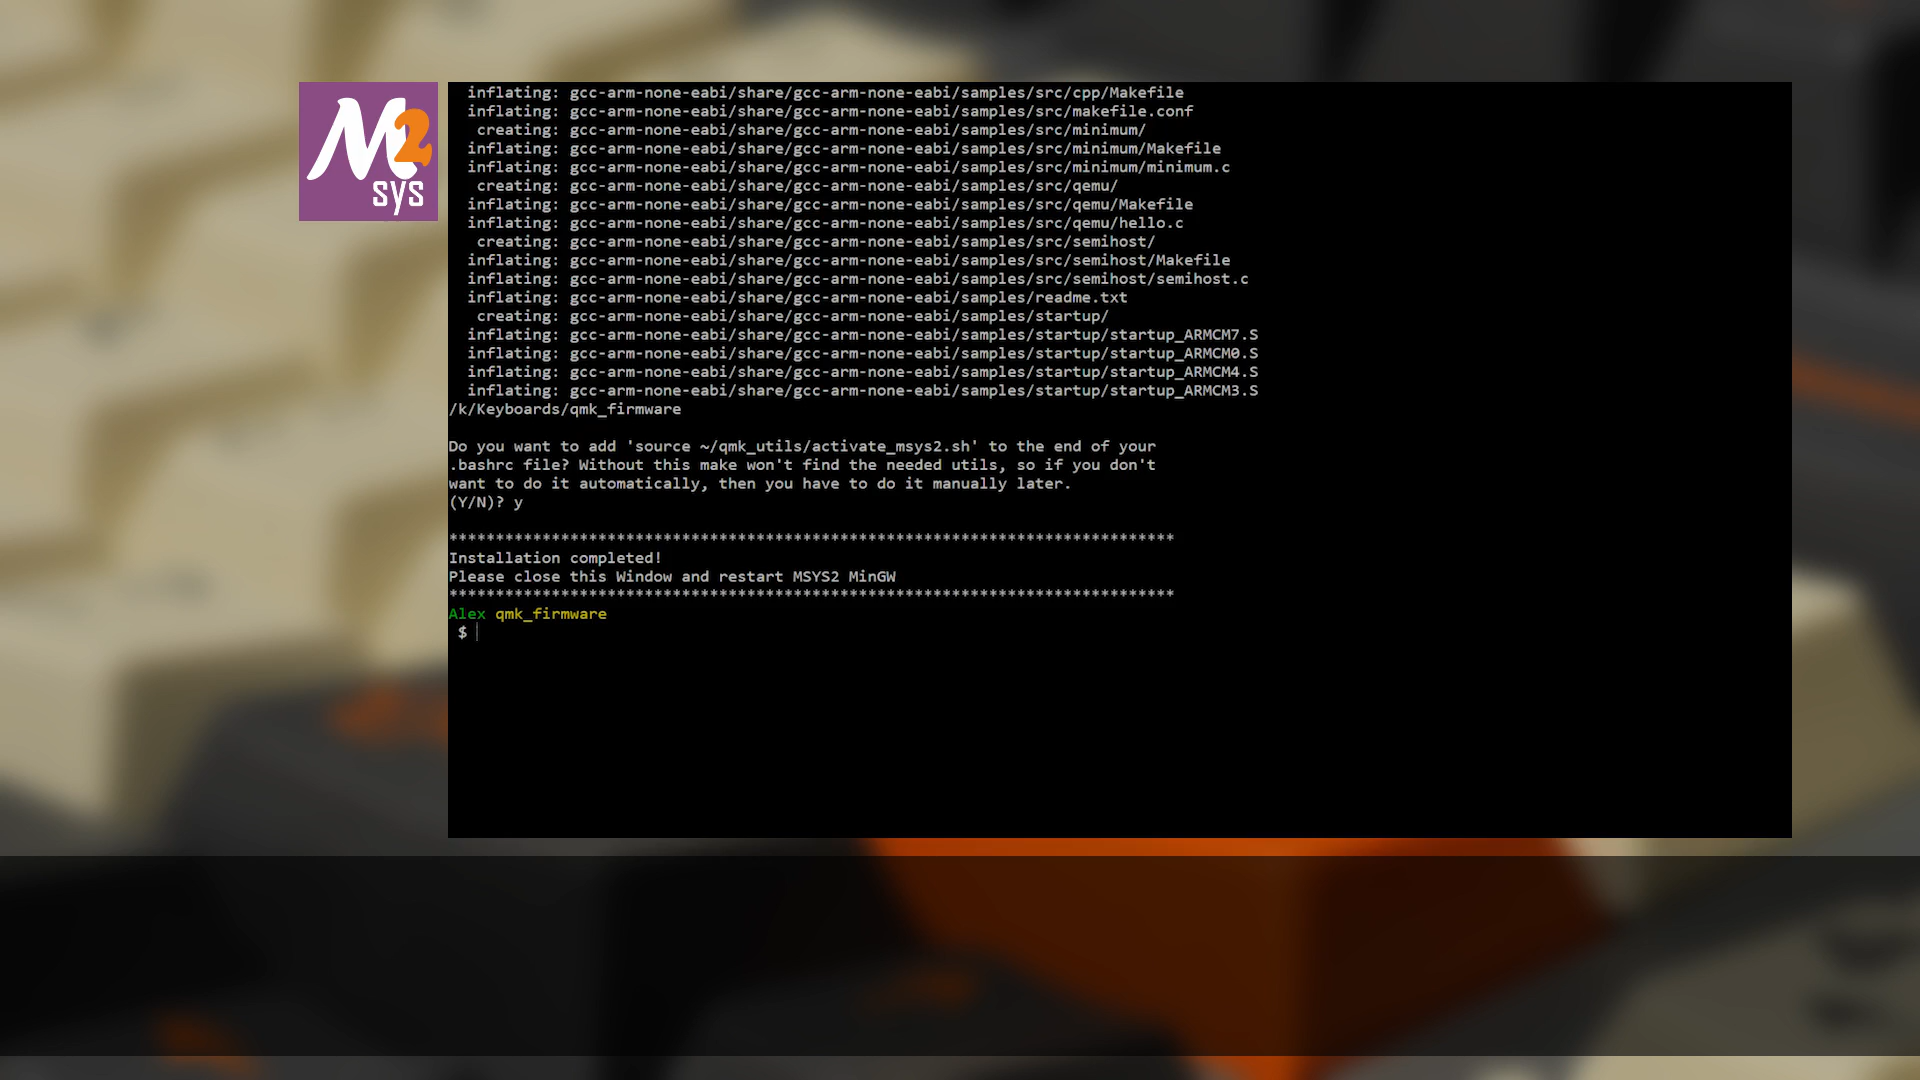 M2
sys
inflating: gcc-arm-none-eabi/share/gcc-arm-none-eabi/samples/src/cpp/Makefile
inflating: gcc-arm-none-eabi/share/gcc-arm-none-eabi/samples/src/makefile.conf
creating: gcc-arm-none-eabi/share/gcc-arm-none-eabi/samples/src/minimum/
inflating: gcc-arm-none-eabi/share/gcc-arm-none-eabi/samples/src/minimum/Makefile
inflating: gcc-arm-none-eabi/share/gcc-arm-none-eabi/samples/src/minimum/minimum.c
creating: gcc-arm-none-eabi/share/gcc-arm-none-eabi/samples/src/qemu/
inflating: gcc-arm-none-eabi/share/gcc-arm-none-eabi/samples/src/qemu/Makefile
inflating: gcc-arm-none-eabi/share/gcc-arm-none-eabi/samples/src/qemu/hello.c
creating: gcc-arm-none-eabi/share/gcc-arm-none-eabi/samples/src/semihost/
inflating: gcc-arm-none-eabi/share/gcc-arm-none-eabi/samples/src/semihost/Makefile
inflating: gcc-arm-none-eabi/share/gcc-arm-none-eabi/samples/src/semihost/semihost.c
inflating: gcc-arm-none-eabi/share/gcc-arm-none-eabi/samples/readme.txt
creating: gcc-arm-none-eabi/share/gcc-arm-none-eabi/samples/startup/
inflating: gcc-arm-none-eabi/share/gcc-arm-none-eabi/samples/startup/startup_ARMCM7.S
inflating: gcc-arm-none-eabi/share/gcc-arm-none-eabi/samples/startup/startup_ARMCM0.S
inflating: gcc-arm-none-eabi/share/gcc-arm-none-eabi/samples/startup/startup_ARMCM4.S
inflating: gcc-arm-none-eabi/share/gcc-arm-none-eabi/samples/startup/startup_ARMCM3.S
/k/Keyboards/qmk_firmware
Do you want to add 'source ~/qmk_utils/activate_msys2.sh' to the end of your
.bashrc file? Without this make won't find the needed utils, so if you don't
want to do it automatically, then you have to do it manually later.
(Y/N)? y
******************************************************************************
Installation completed!
Please close this Window and restart MSYS2 MinGW
******************************************************************************
Alex qmk_firmware
$